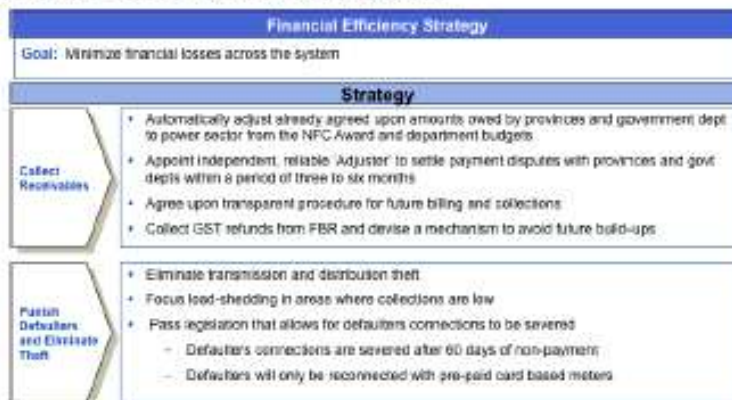 Financial Efficiency Strategy
Goal: Minimize financial losses across the system
Strategy
Collect
Receivables
• Automatically adjust already agreed upon amounts owed by provinces and government dept
to power sector from the NFC Award and department budgets
• Appoint independent, reliable 'Adjuster' to settle payment disputes with provinces and govt
depts within a period of three to six months
• Agree upon transparent procedure for future billing and collections
• Collect GST refunds from FBR and devise a mechanism to avoid future build-ups
Punish
Defaulters
and Eliminate
Theft
• Eliminate transmission and distribution theft
• Focus load-shedding in areas where collections are low
• Pass legislation that allows for defaulters connections to be severed
– Defaulters connections are severed after 60 days of non-payment
– Defaulters will only be reconnected with pre-paid card based meters